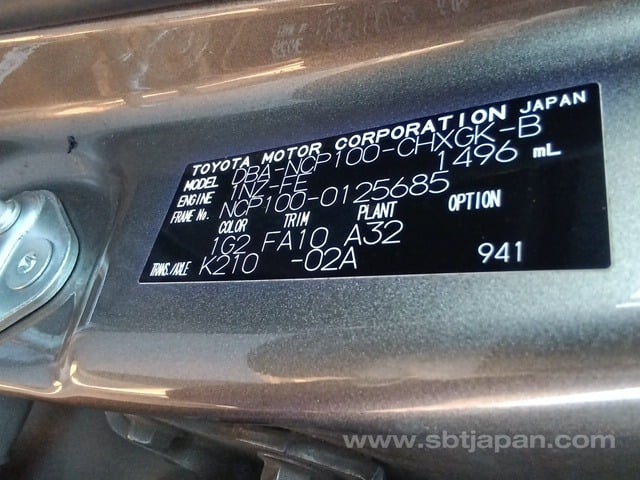 TOYOTA MOTOR CORPORATION JAPAN
MODEL DBA-NCP100-CHXGK-B
ENGINE 1NZ-FE 1496 mL
FRAME No. NCP100-0125685
COLOR TRIM PLANT OPTION
1G2 FA10 A32
TRANS./AXLE K210 -02A 941
www.sbtjapan.com